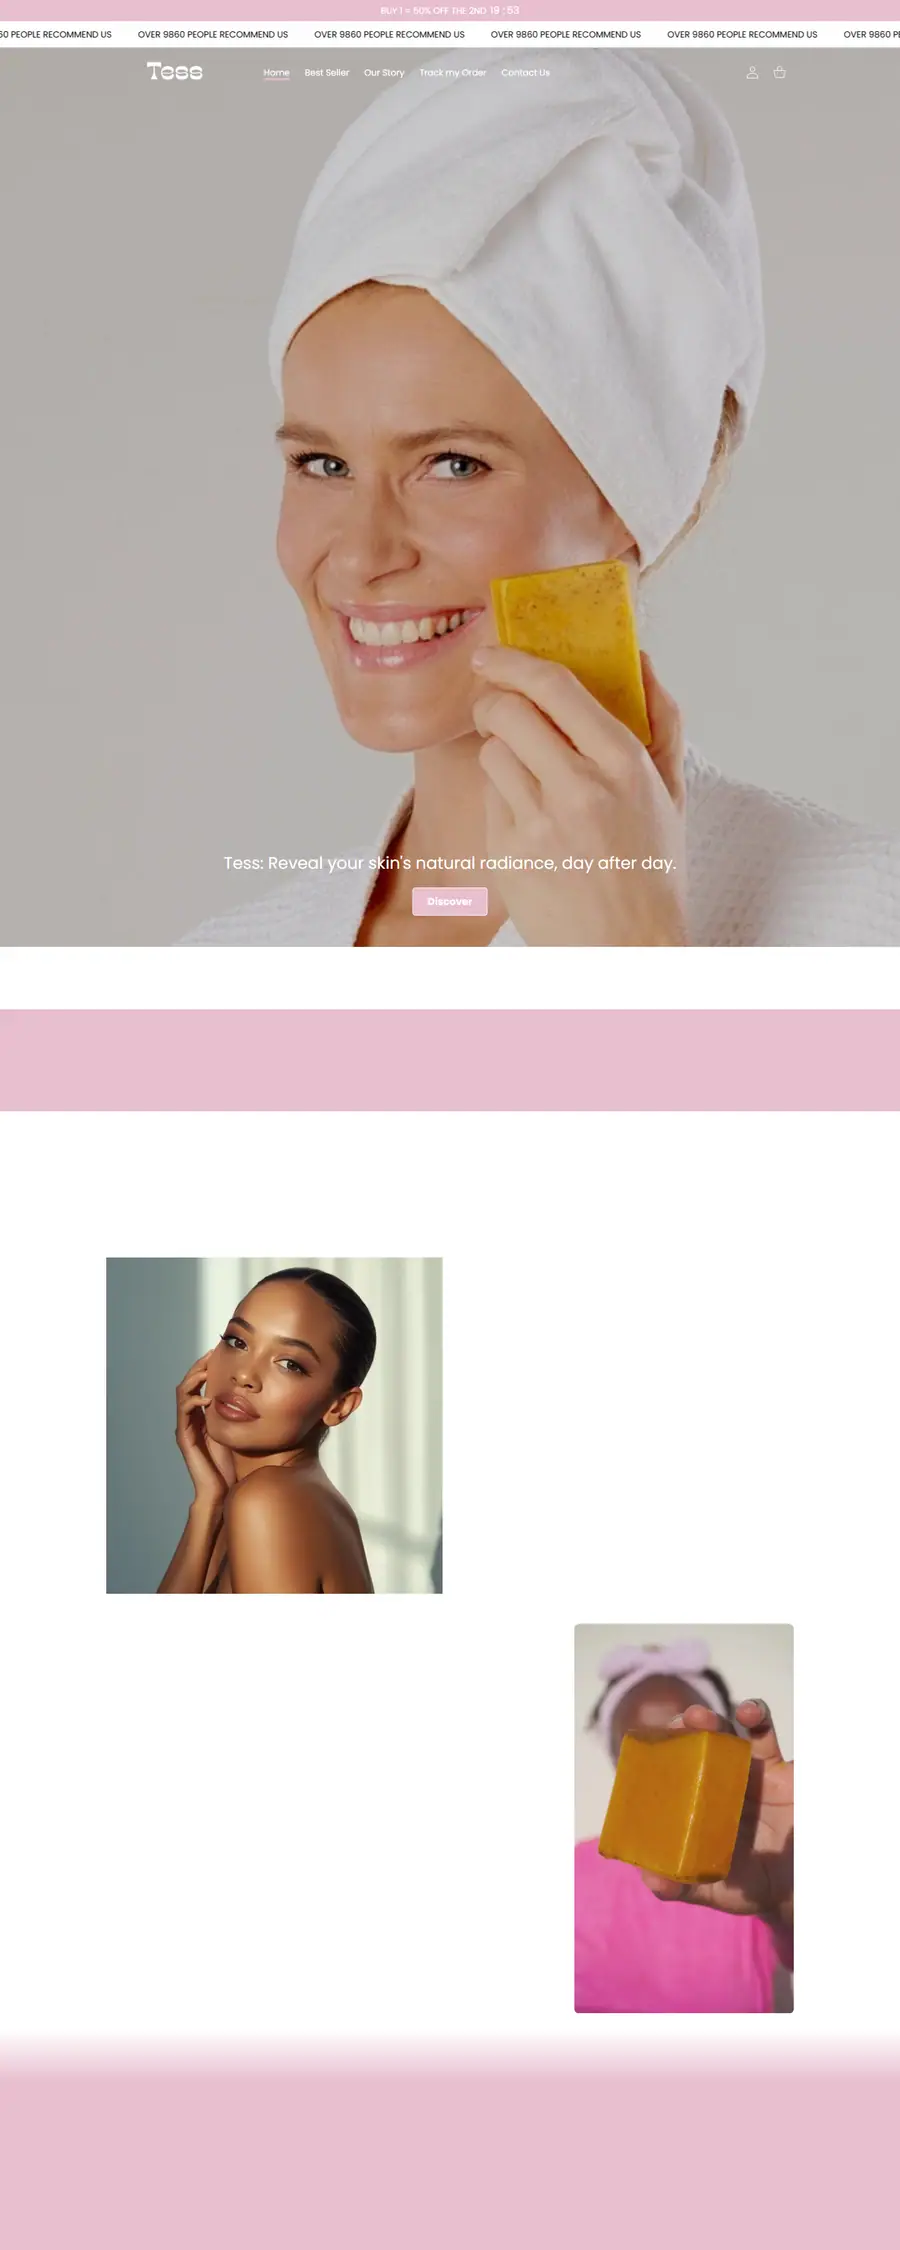 BUY 1 = 50% OFF THE 2ND 19 : 53
60 PEOPLE RECOMMEND US OVER 9860 PEOPLE RECOMMEND US OVER 9860 PEOPLE RECOMMEND US OVER 9860 PEOPLE RECOMMEND US OVER 9860 PEOPLE RECOMMEND US OVER 9860 PE
Tess Home Best Seller Our Story Track my Order Contact Us
Tess: Reveal your skin's natural radiance, day after day.
Discover